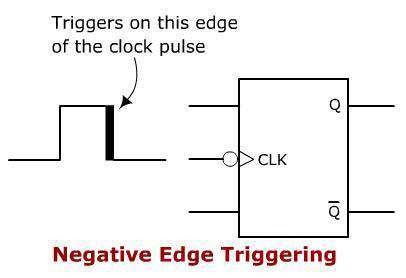 Triggers on this edge
of the clock pulse
Q
CLK
Q̅
Negative Edge Triggering